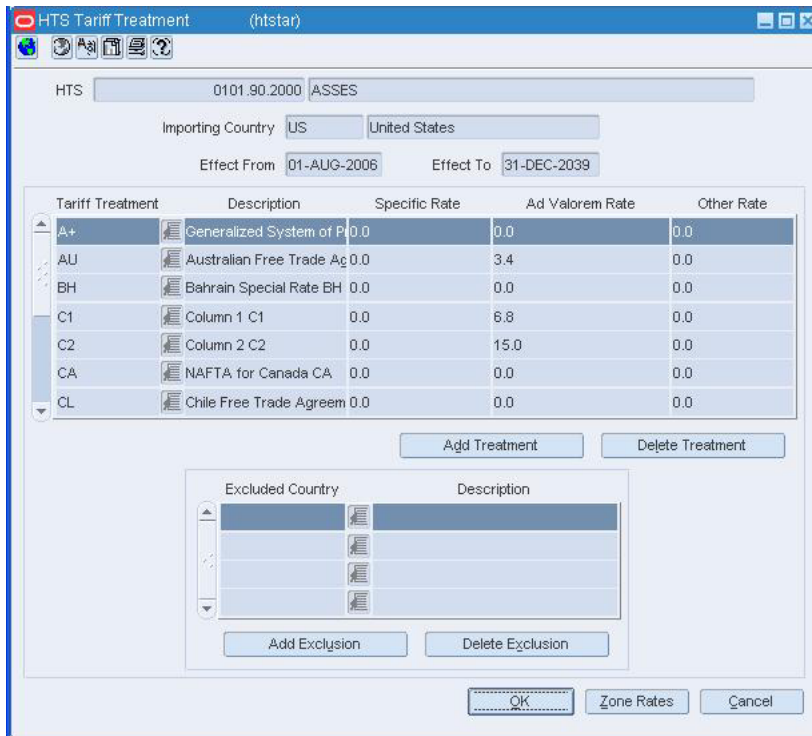 HTS Tariff Treatment (htstar)
HTS 0101.90.2000 ASSES
Importing Country US United States
Effect From 01-AUG-2006 Effect To 31-DEC-2039
Tariff Treatment Description Specific Rate Ad Valorem Rate Other Rate
A+ Generalized System of Pr 0.0 0.0 0.0
AU Australian Free Trade Ag 0.0 3.4 0.0
BH Bahrain Special Rate BH 0.0 0.0 0.0
C1 Column 1 C1 0.0 6.8 0.0
C2 Column 2 C2 0.0 15.0 0.0
CA NAFTA for Canada CA 0.0 0.0 0.0
CL Chile Free Trade Agreem 0.0 0.0 0.0
Add Treatment Delete Treatment
Excluded Country Description
Add Exclusion Delete Exclusion
OK Zone Rates Cancel